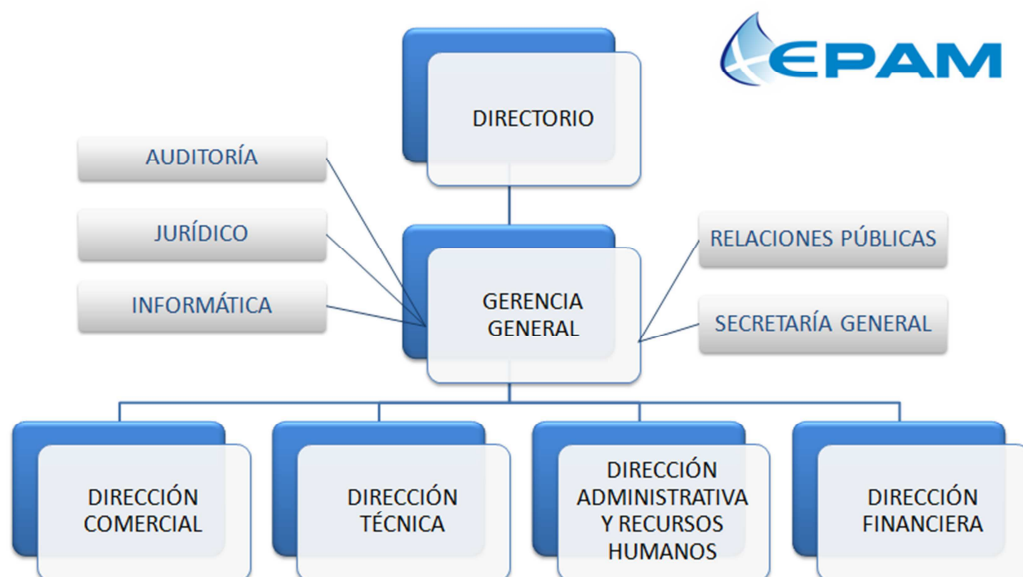 EPAM
DIRECTORIO
AUDITORÍA
JURÍDICO
INFORMÁTICA
GERENCIA
GENERAL
RELACIONES PÚBLICAS
SECRETARÍA GENERAL
DIRECCIÓN
COMERCIAL
DIRECCIÓN
TÉCNICA
DIRECCIÓN
ADMINISTRATIVA
Y RECURSOS
HUMANOS
DIRECCIÓN
FINANCIERA